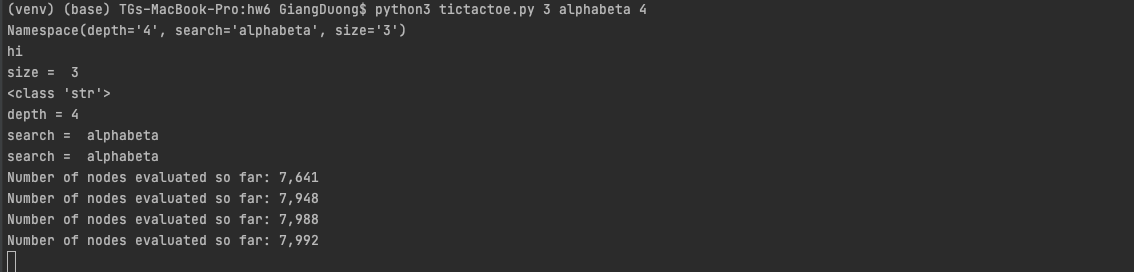 (venv) (base) TGs-MacBook-Pro:hw6 GiangDuong$ python3 tictactoe.py 3 alphabeta 4
Namespace(depth='4', search='alphabeta', size='3')
hi
size =  3
<class 'str'>
depth = 4
search =  alphabeta
search =  alphabeta
Number of nodes evaluated so far: 7,641
Number of nodes evaluated so far: 7,948
Number of nodes evaluated so far: 7,988
Number of nodes evaluated so far: 7,992